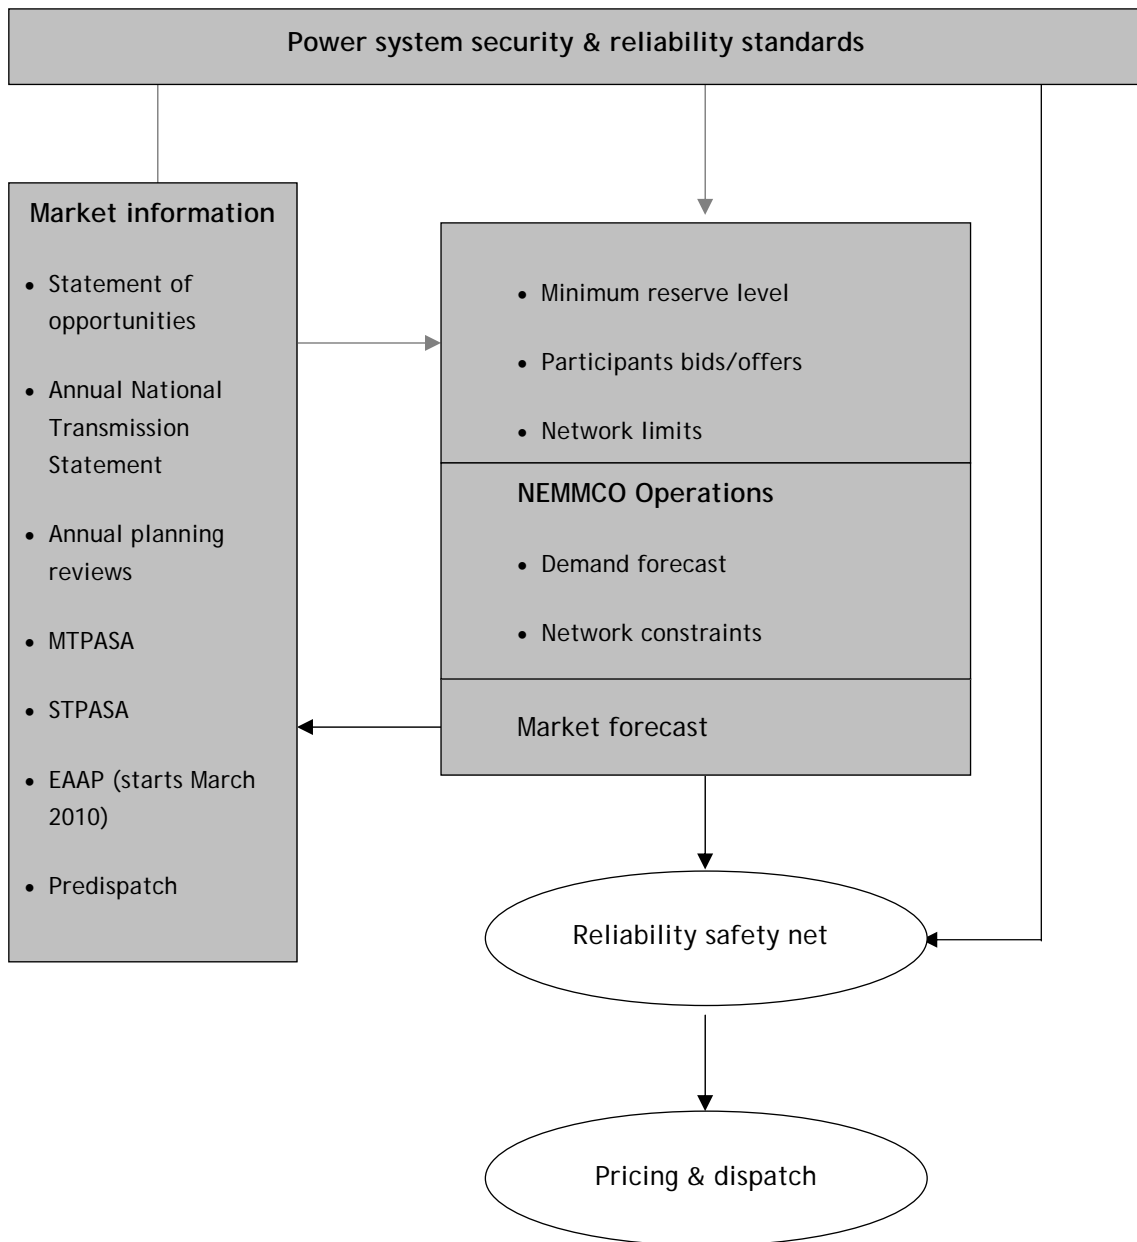 Power system security & reliability standards
Market information
• Statement of
opportunities
• Annual National
Transmission
Statement
• Annual planning
reviews
• MTPASA
• STPASA
• EAAP (starts March
2010)
• Predispatch
• Minimum reserve level
• Participants bids/offers
• Network limits
NEMMCO Operations
• Demand forecast
• Network constraints
Market forecast
Reliability safety net
Pricing & dispatch